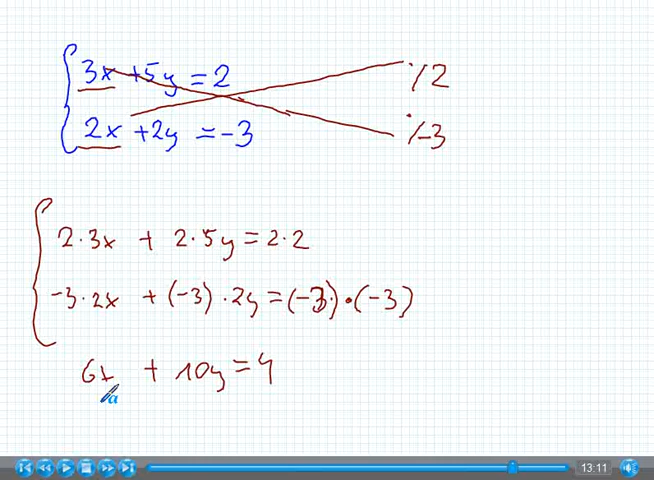 3x + 5y = 2 ·/2
2x + 2y = -3 ·/-3
2·3x + 2·5y = 2·2
-3·2x + (-3)·2y = (-3)·(-3)
6x + 10y = 4
13:11